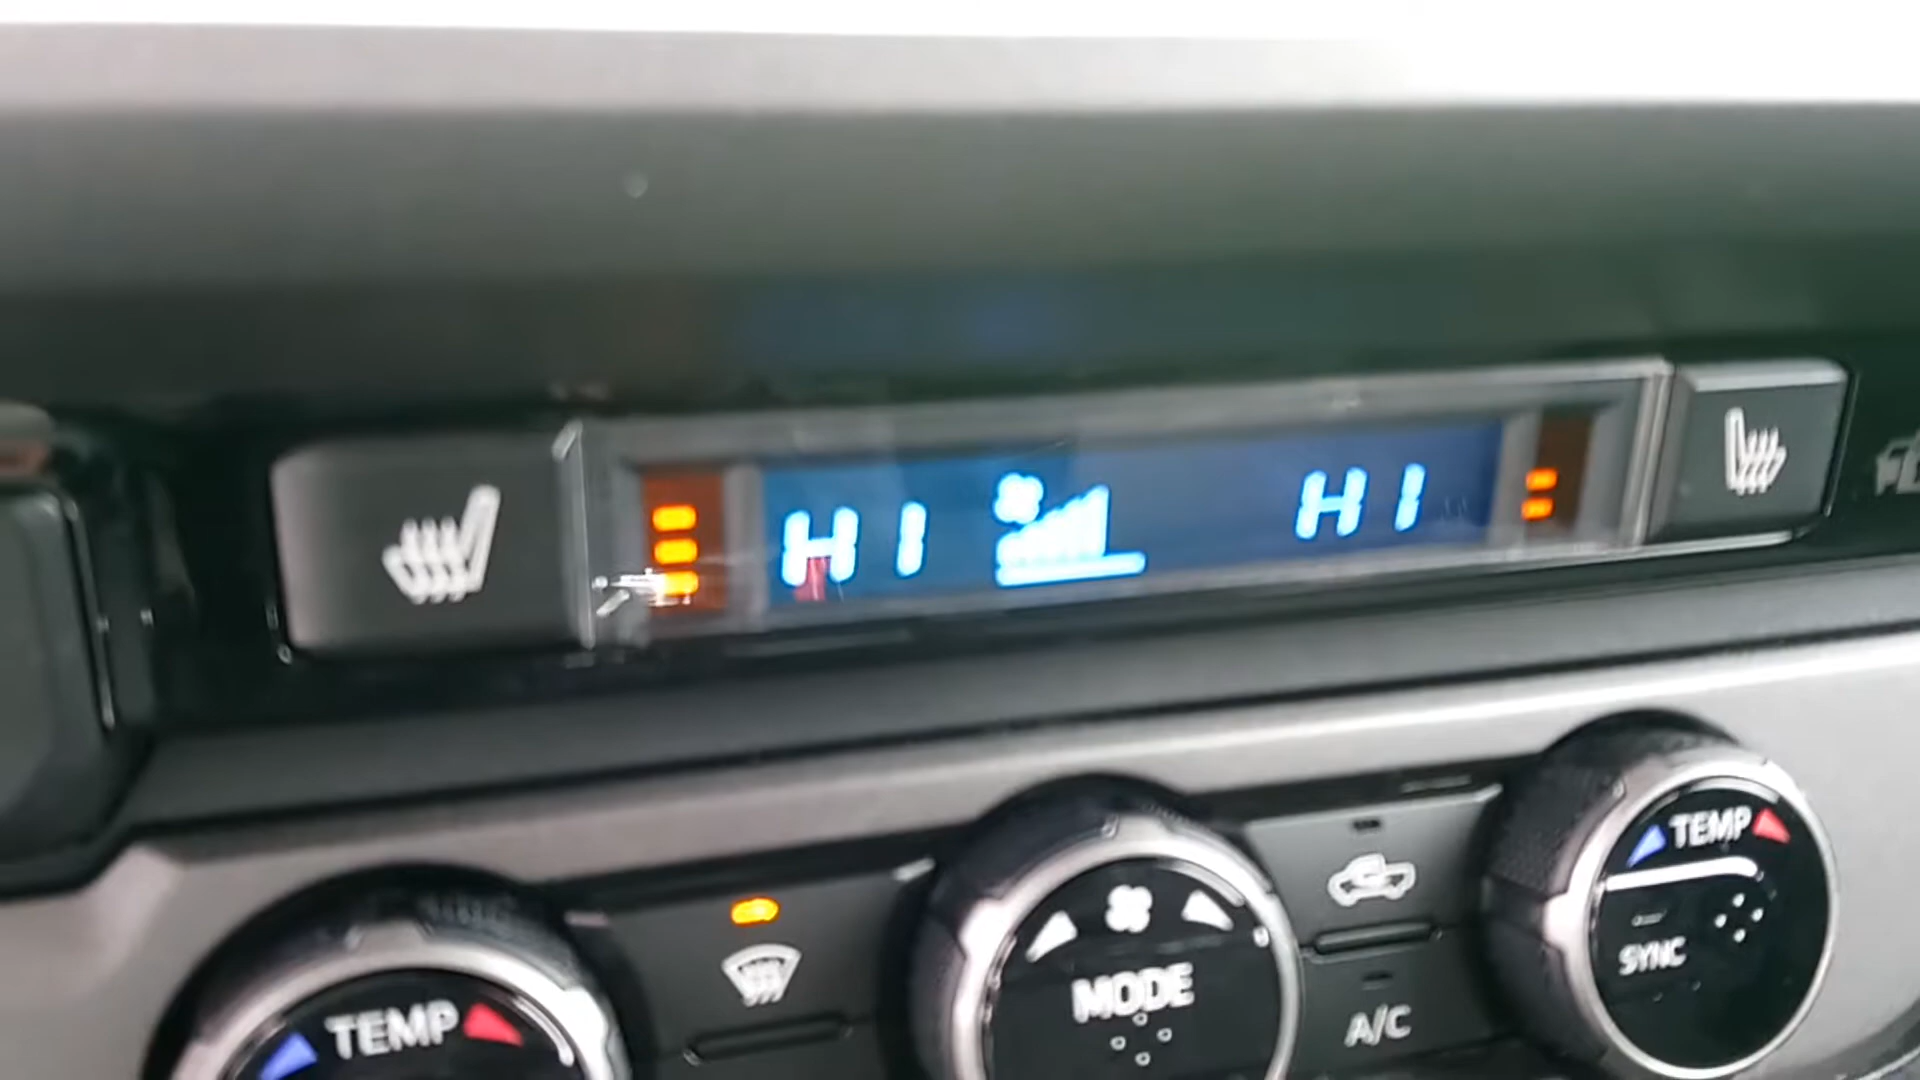 HI HI
TEMP
SYNC
MODE
A/C
TEMP